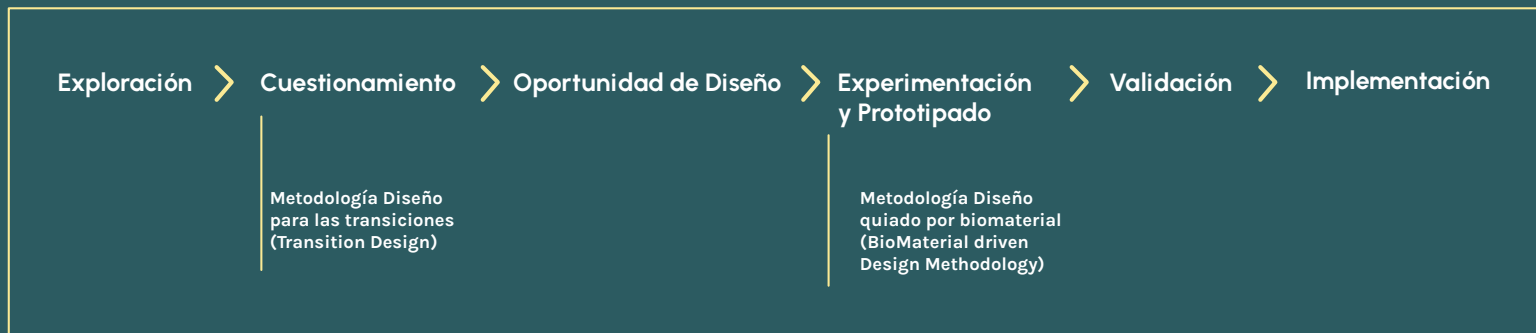 Exploración
Cuestionamiento
Oportunidad de Diseño
Experimentación
y Prototipado
Validación
Implementación
Metodología Diseño
para las transiciones
(Transition Design)
Metodología Diseño
quiado por biomaterial
(BioMaterial driven
Design Methodology)